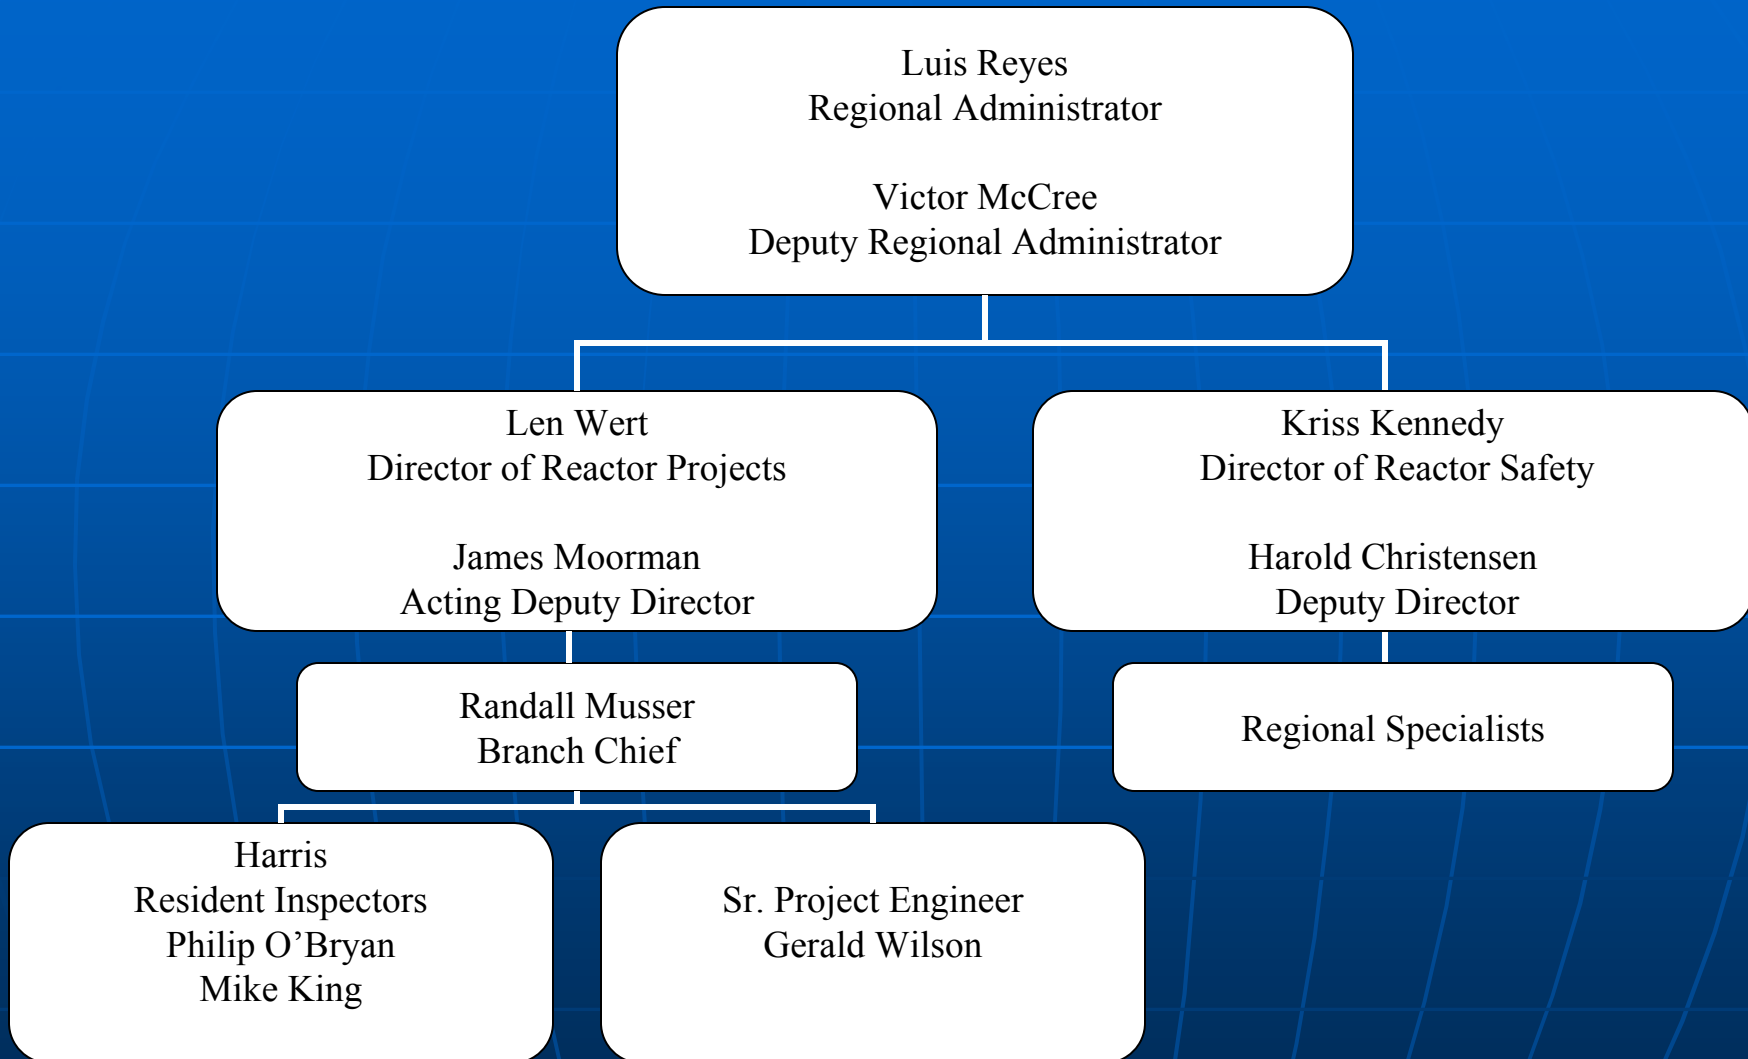 Luis Reyes
Regional Administrator
Victor McCree
Deputy Regional Administrator
Len Wert
Director of Reactor Projects
James Moorman
Acting Deputy Director
Kriss Kennedy
Director of Reactor Safety
Harold Christensen
Deputy Director
Randall Musser
Branch Chief
Regional Specialists
Harris
Resident Inspectors
Philip O’Bryan
Mike King
Sr. Project Engineer
Gerald Wilson